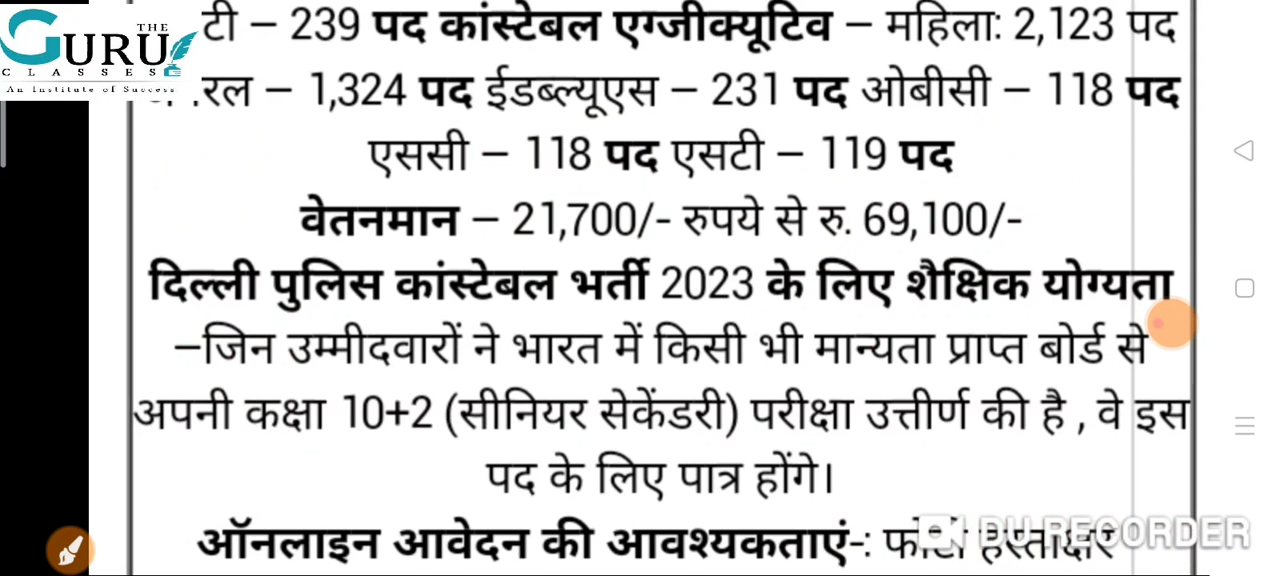 THE
GURU
CLASSES
An Institute of Success
टी – 239 पद कांस्टेबल एग्जीक्यूटिव – महिला: 2,123 पद
रल – 1,324 पद ईडब्ल्यूएस – 231 पद ओबीसी – 118 पद
एससी – 118 पद एसटी – 119 पद
वेतनमान – 21,700/- रुपये से रु. 69,100/-
दिल्ली पुलिस कांस्टेबल भर्ती 2023 के लिए शैक्षिक योग्यता
–जिन उम्मीदवारों ने भारत में किसी भी मान्यता प्राप्त बोर्ड से
अपनी कक्षा 10+2 (सीनियर सेकेंडरी) परीक्षा उत्तीर्ण की है , वे इस
पद के लिए पात्र होंगे।
ऑनलाइन आवेदन की आवश्यकताएं-: फोटो हस्ताक्षर
DU RECORDER